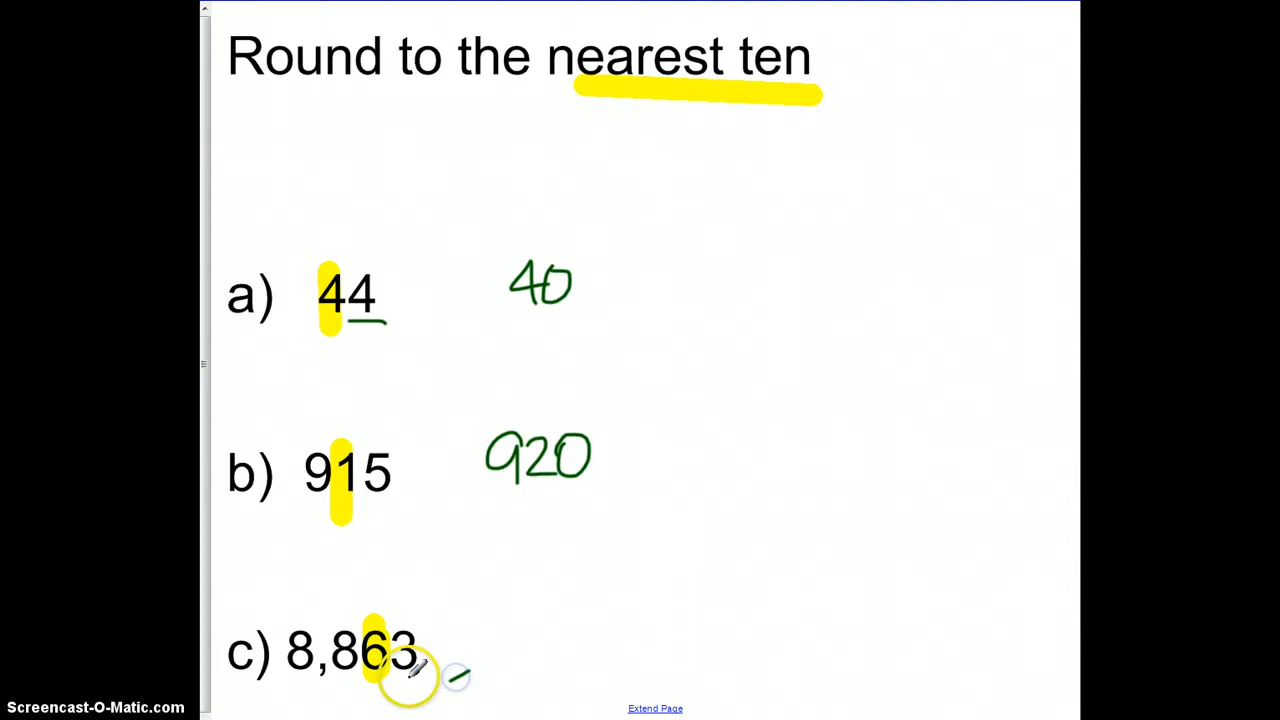 Round to the nearest ten
a) 44 40
b) 915 920
c) 8,863
Screencast-O-Matic.com
Extend Page